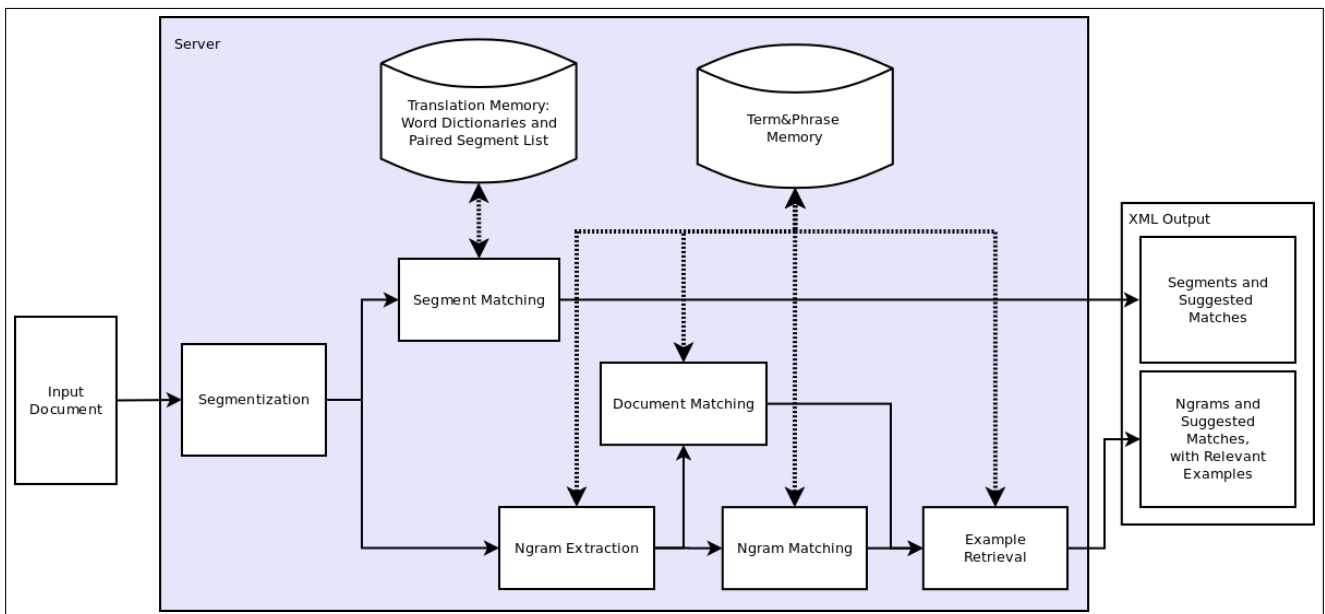 Server
Translation Memory:
Word Dictionaries and
Paired Segment List
Term&Phrase
Memory
XML Output
Segment Matching
Segments and
Suggested
Matches
Input
Document
Segmentization
Document Matching
Ngrams and
Suggested
Matches,
with Relevant
Examples
Ngram Extraction
Ngram Matching
Example
Retrieval